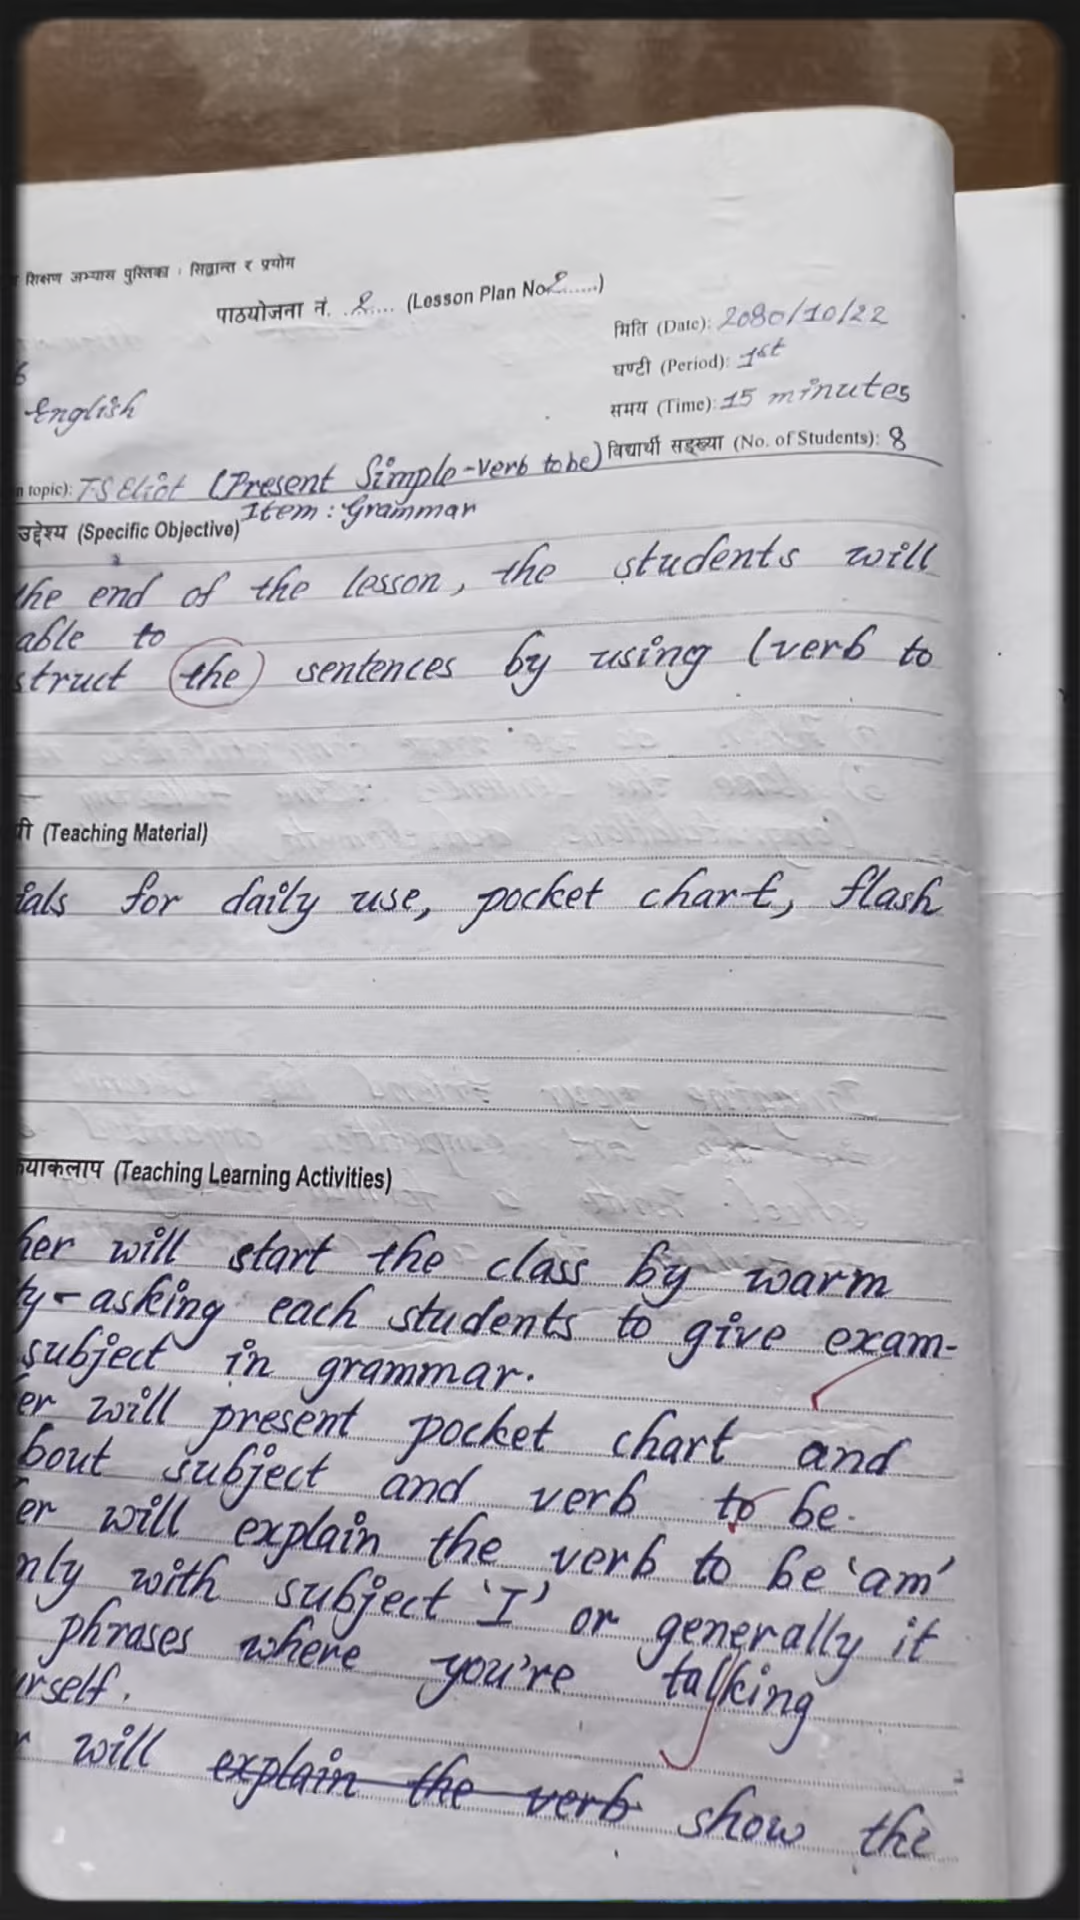 शिक्षण अभ्यास पुस्तिका : सिद्धान्त र प्रयोग
पाठयोजना नं. 2 (Lesson Plan No. 2......)
मिति (Date): 2080/10/22
घण्टी (Period): 1st
6
English
समय (Time): 15 minutes
विद्यार्थी सङ्ख्या (No. of Students): 8
n topic): T.S Eliot (Present Simple-Verb to be)
Item : Grammar
उद्देश्य (Specific Objective)
the end of the lesson, the students will
able to
struct the sentences by using (verb to
ग्री (Teaching Material)
ials for daily use, pocket chart, flash
याकलाप (Teaching Learning Activities)
her will start the class by warm
ty - asking each students to give exam-
subject in grammar.
er will present pocket chart and
bout subject and verb to be.
er will explain the verb to be 'am'
nly with subject 'I' or generally it
phrases where you're talking
urself.
r will explain the verb show the